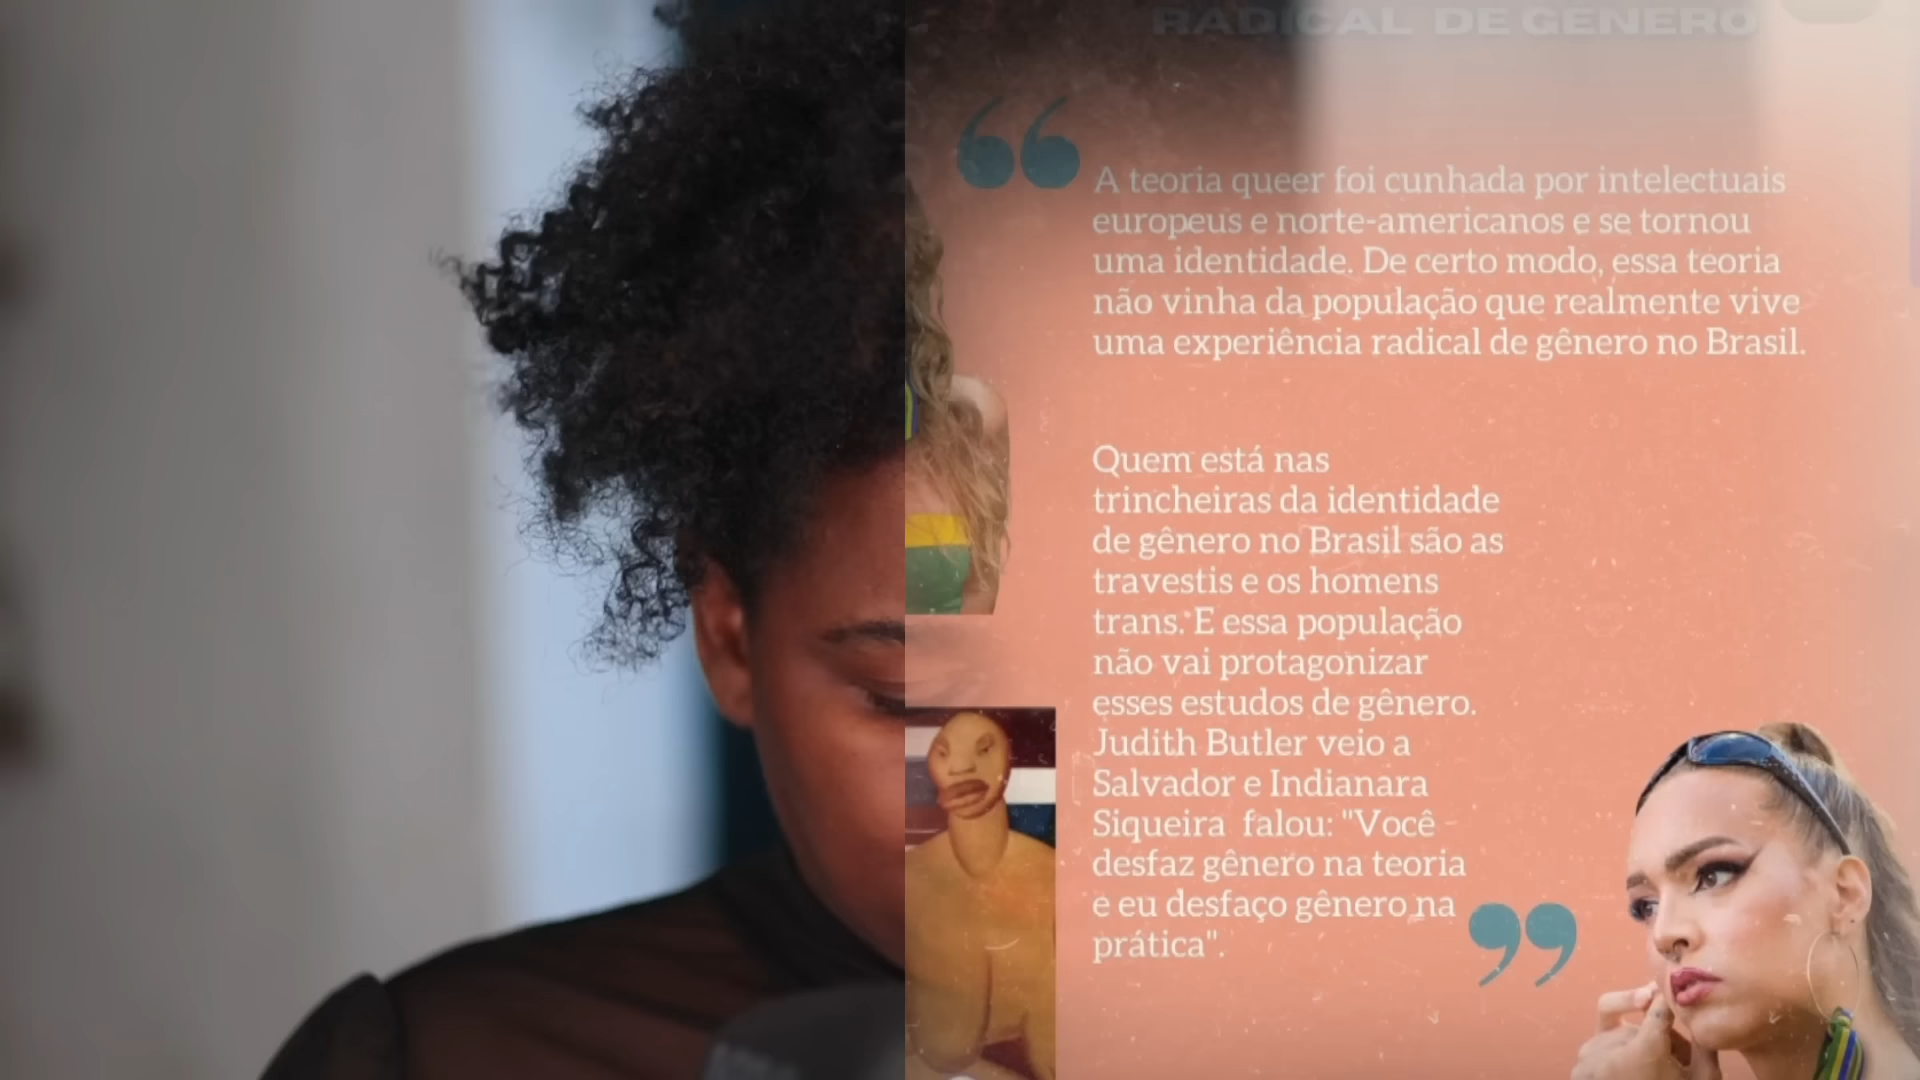 RADICAL DE GENERO
“
A teoria queer foi cunhada por intelectuais
europeus e norte-americanos e se tornou
uma identidade. De certo modo, essa teoria
não vinha da população que realmente vive
uma experiência radical de gênero no Brasil.
Quem está nas
trincheiras da identidade
de gênero no Brasil são as
travestis e os homens
trans. E essa população
não vai protagonizar
esses estudos de gênero.
Judith Butler veio a
Salvador e Indianara
Siqueira falou: "Você
desfaz gênero na teoria
e eu desfaço gênero na
prática".
”